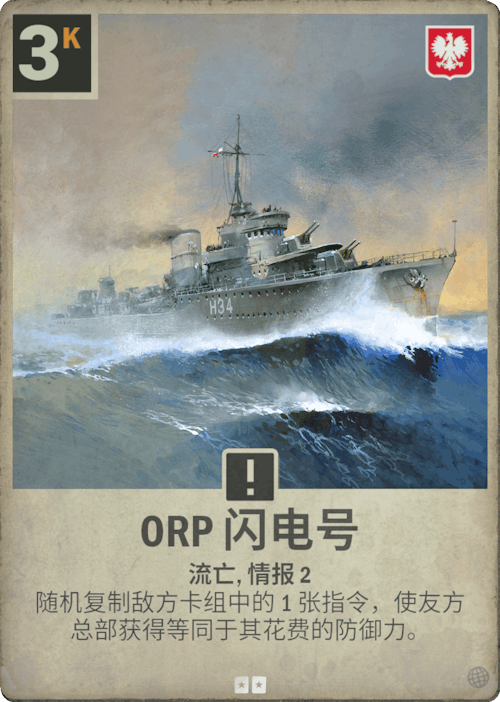 3K
H34
!
ORP 闪电号
流亡, 情报 2
随机复制敌方卡组中的 1 张指令，使友方
总部获得等同于其花费的防御力。